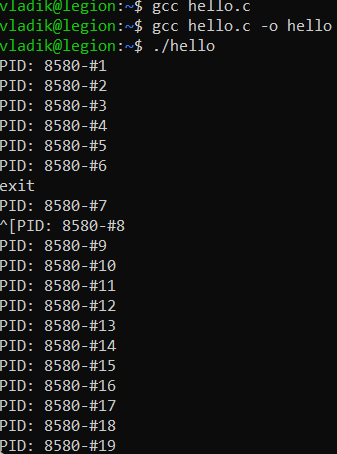 vladik@legion:~$ gcc hello.c
vladik@legion:~$ gcc hello.c -o hello
vladik@legion:~$ ./hello
PID: 8580-#1
PID: 8580-#2
PID: 8580-#3
PID: 8580-#4
PID: 8580-#5
PID: 8580-#6
exit
PID: 8580-#7
^[PID: 8580-#8
PID: 8580-#9
PID: 8580-#10
PID: 8580-#11
PID: 8580-#12
PID: 8580-#13
PID: 8580-#14
PID: 8580-#15
PID: 8580-#16
PID: 8580-#17
PID: 8580-#18
PID: 8580-#19